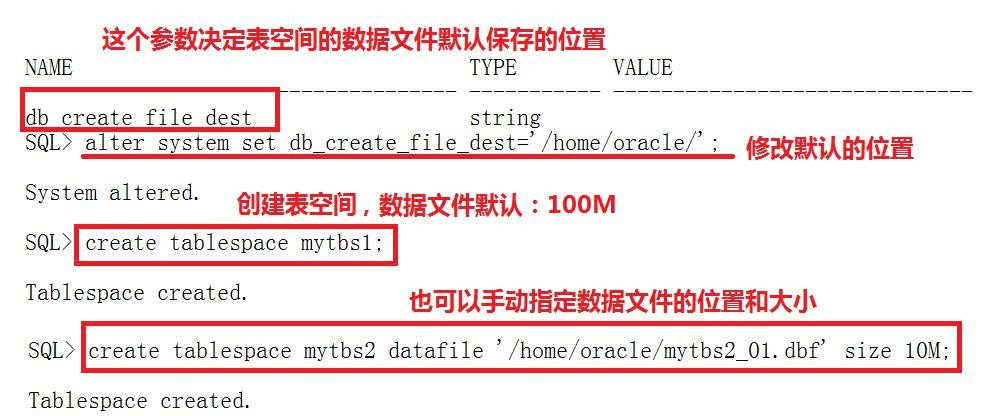 这个参数决定表空间的数据文件默认保存的位置
NAME TYPE VALUE
------------------------------------ ----------- ------------------------------
db_create_file_dest string
SQL> alter system set db_create_file_dest='/home/oracle/'; 修改默认的位置
System altered.
创建表空间，数据文件默认：100M
SQL> create tablespace mytbs1;
Tablespace created.
也可以手动指定数据文件的位置和大小
SQL> create tablespace mytbs2 datafile '/home/oracle/mytbs2_01.dbf' size 10M;
Tablespace created.